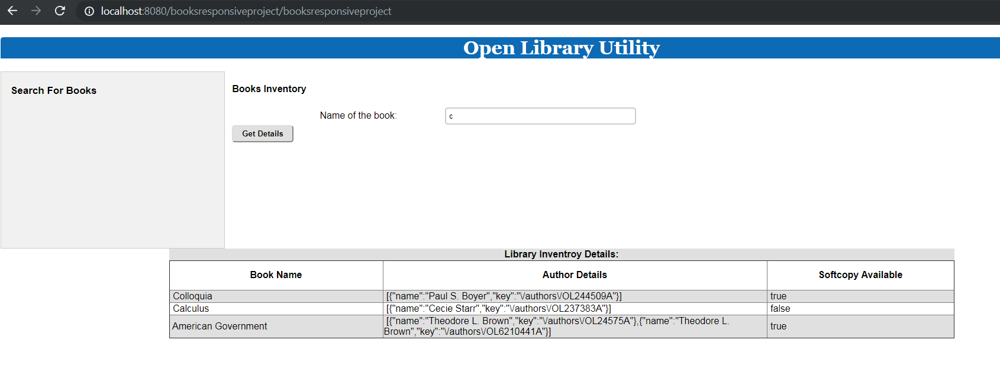 localhost:8080/booksresponsiveproject/booksresponsiveproject
Open Library Utility
Search For Books
Books Inventory
Name of the book:
c
Get Details
Library Inventroy Details:
Book Name Author Details Softcopy Available
Colloquia [{"name":"Paul S. Boyer","key":"\/authors\/OL244509A"}] true
Calculus [{"name":"Cecie Starr","key":"\/authors\/OL237383A"}] false
American Government [{"name":"Theodore L. Brown","key":"\/authors\/OL24575A"},{"name":"Theodore L. true
Brown","key":"\/authors\/OL6210441A"}]